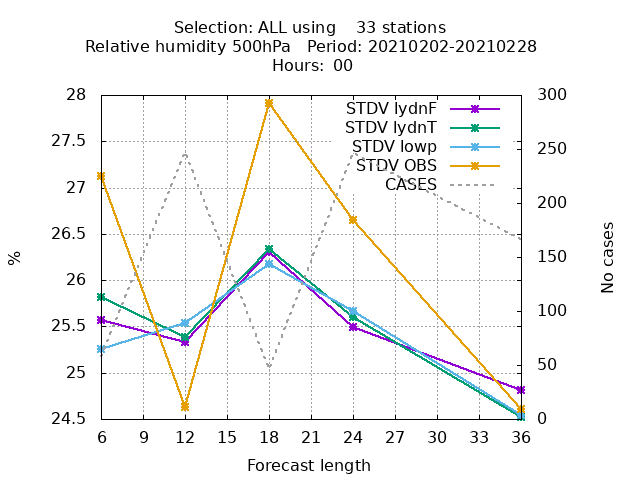 Selection: ALL using    33 stations
Relative humidity 500hPa   Period: 20210202-20210228
Hours:  00
28
27.5
27
26.5
26
25.5
25
24.5
%
300
250
200
150
100
50
0
No cases
STDV lydnF
STDV lydnT
STDV lowp
STDV OBS
CASES
6 9 12 15 18 21 24 27 30 33 36
Forecast length